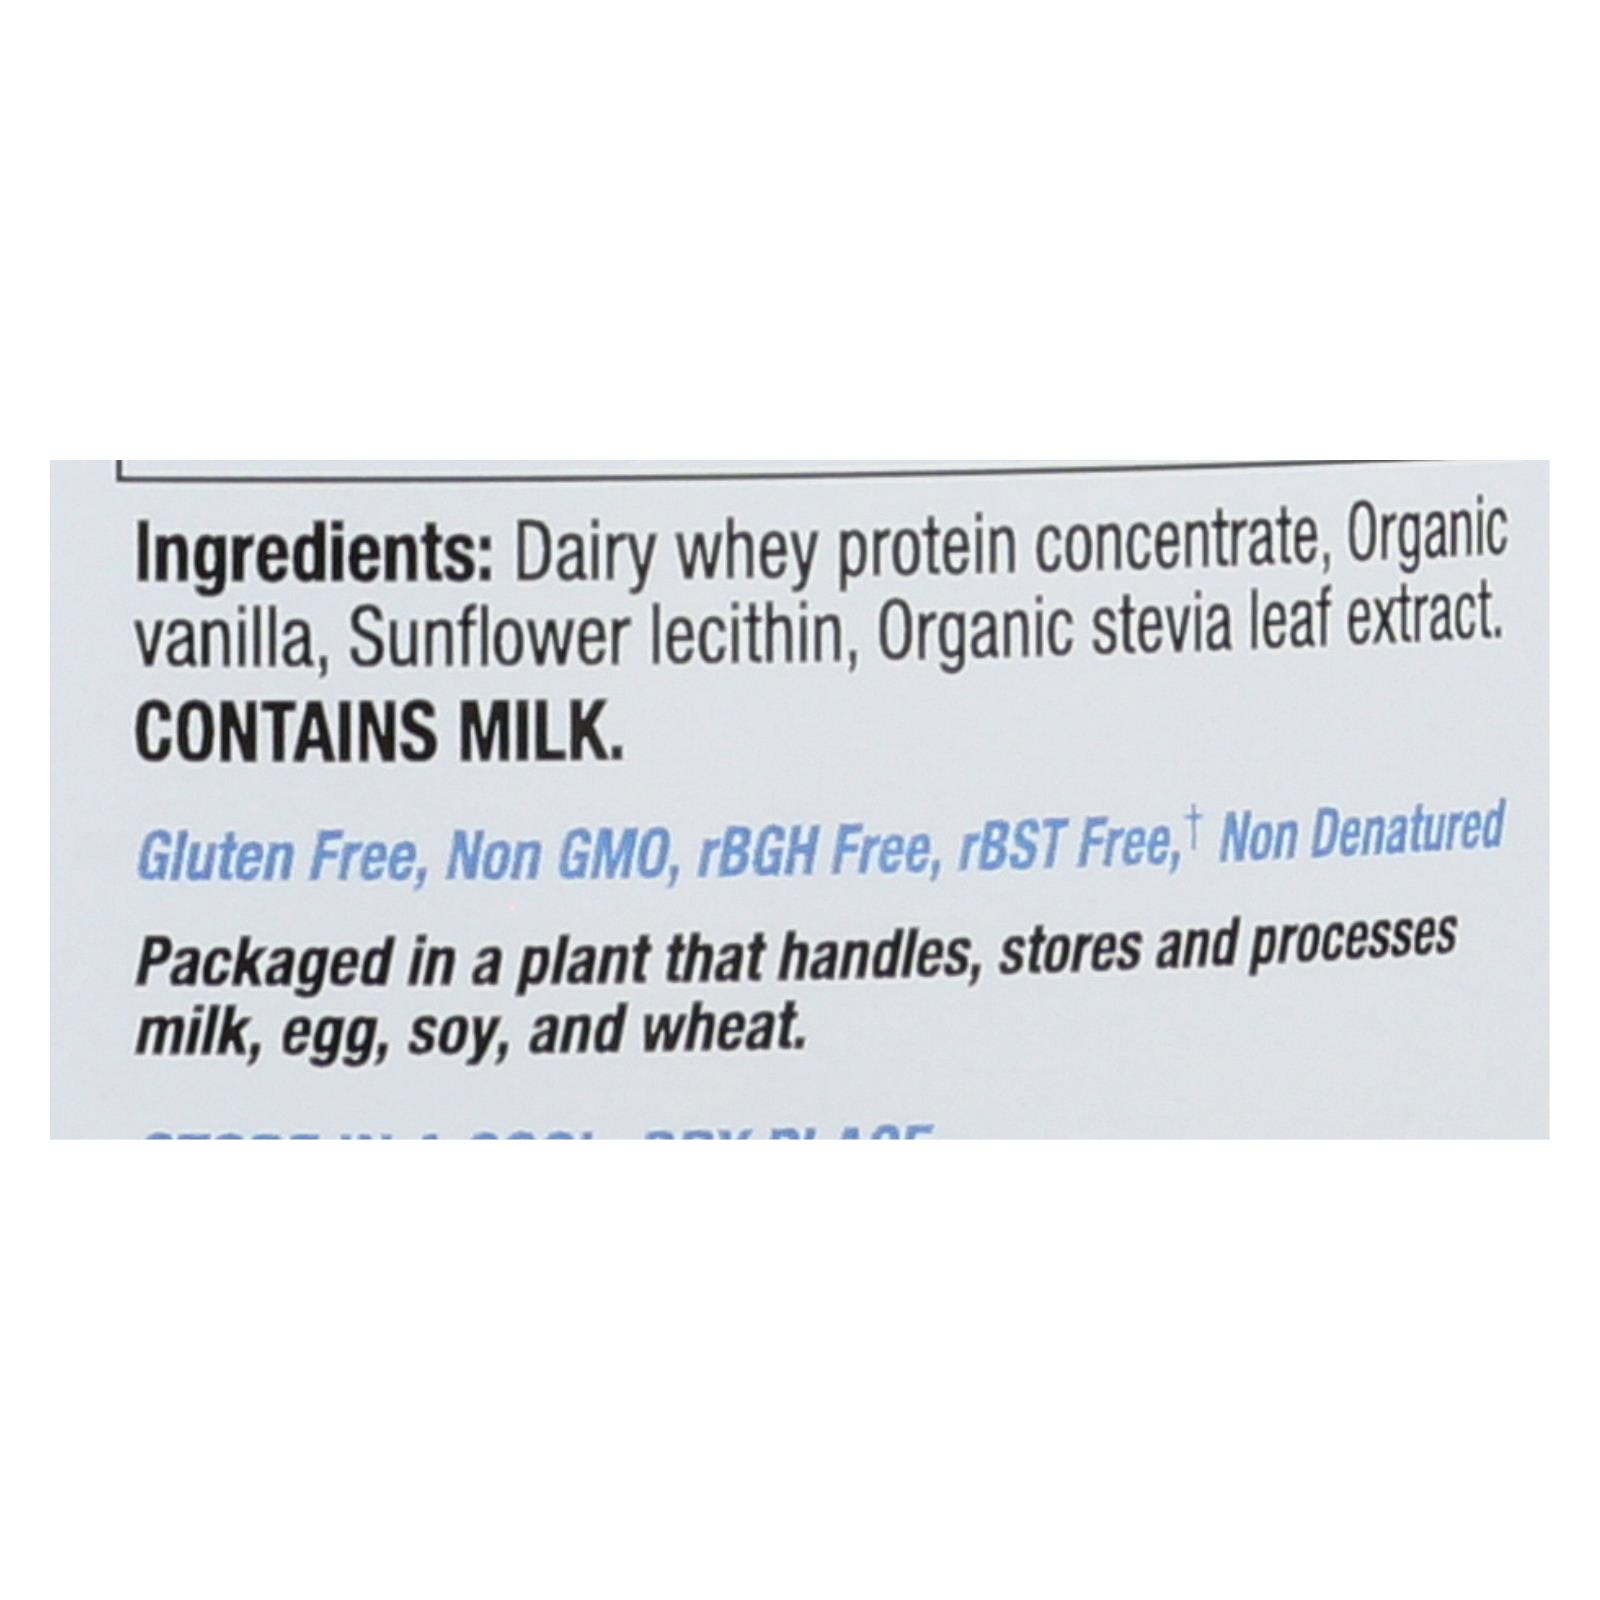 Ingredients: Dairy whey protein concentrate, Organic
vanilla, Sunflower lecithin, Organic stevia leaf extract.
CONTAINS MILK.
Gluten Free, Non GMO, rBGH Free, rBST Free,† Non Denatured
Packaged in a plant that handles, stores and processes
milk, egg, soy, and wheat.